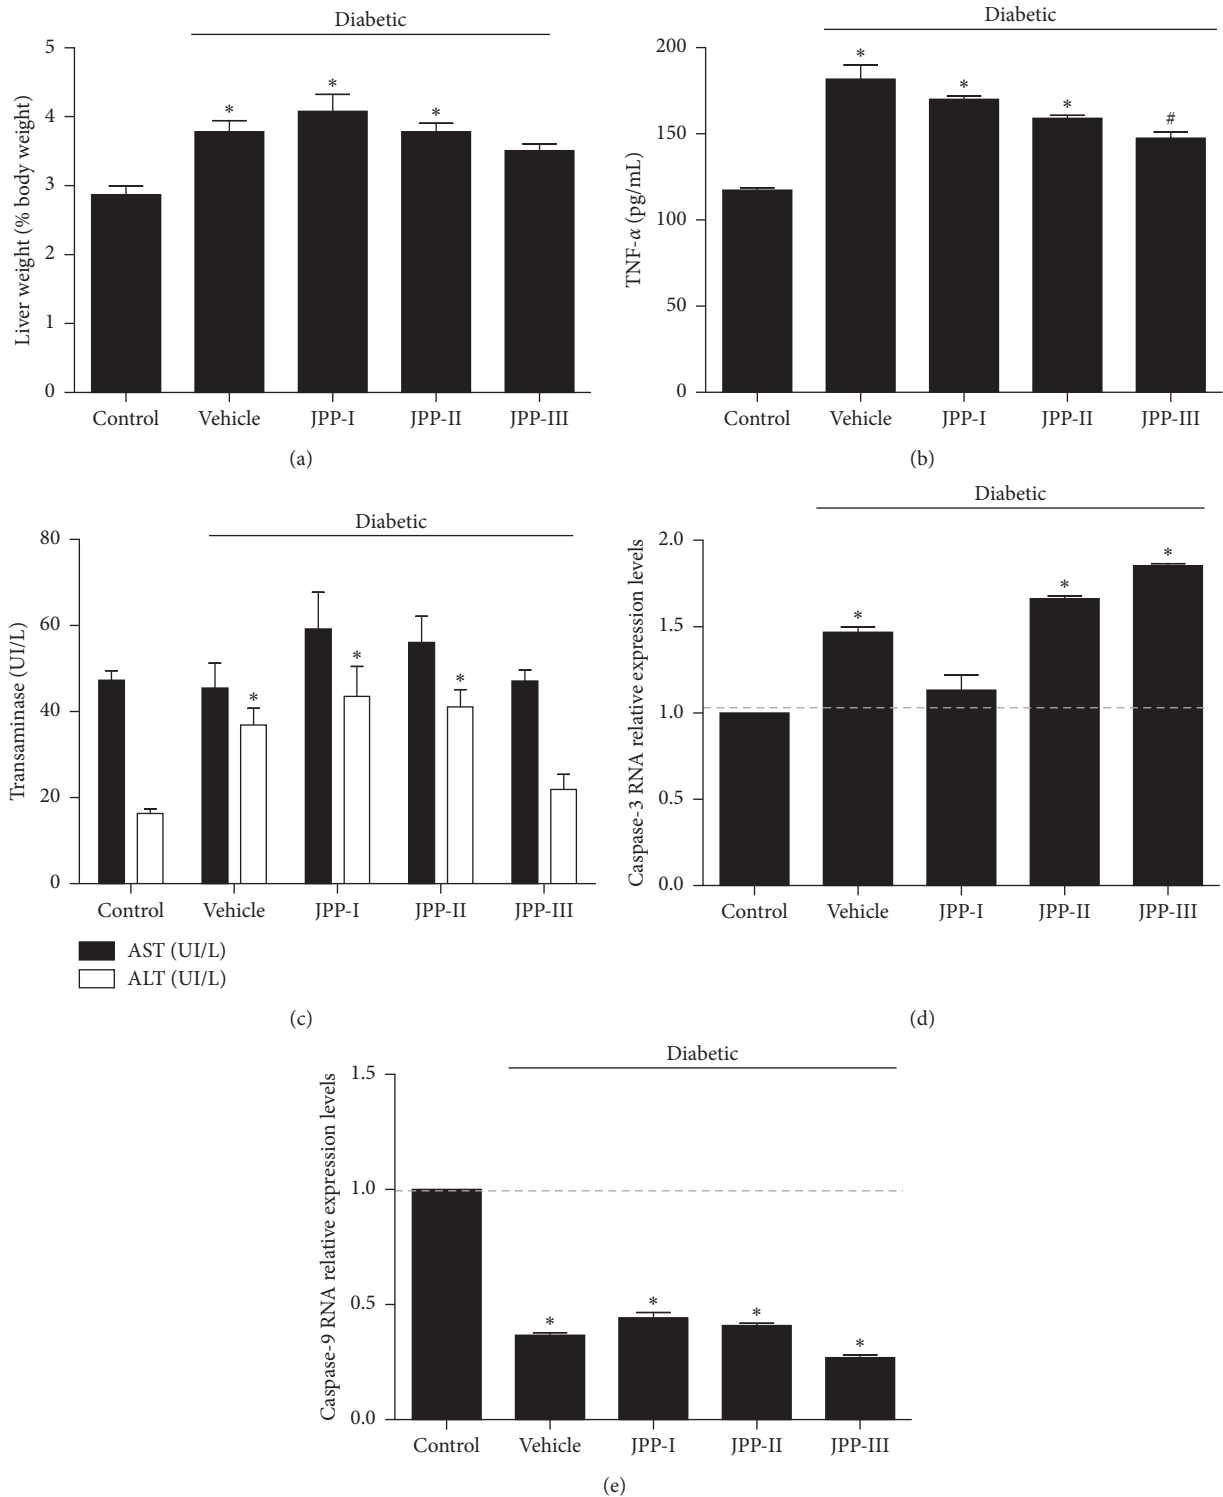 Diabetic
Liver weight (% body weight)
5
4
3
2
1
0
*
*
*
Control Vehicle JPP-I JPP-II JPP-III
(a)
Diabetic
TNF-α (pg/mL)
200
150
100
50
0
*
*
*
#
Control Vehicle JPP-I JPP-II JPP-III
(b)
Diabetic
Transaminase (UI/L)
80
60
40
20
0
*
*
*
Control Vehicle JPP-I JPP-II JPP-III
AST (UI/L)
ALT (UI/L)
(c)
Diabetic
Caspase-3 RNA relative expression levels
2.0
1.5
1.0
0.5
0.0
*
*
*
Control Vehicle JPP-I JPP-II JPP-III
(d)
Diabetic
Caspase-9 RNA relative expression levels
1.5
1.0
0.5
0.0
*
*
*
*
Control Vehicle JPP-I JPP-II JPP-III
(e)